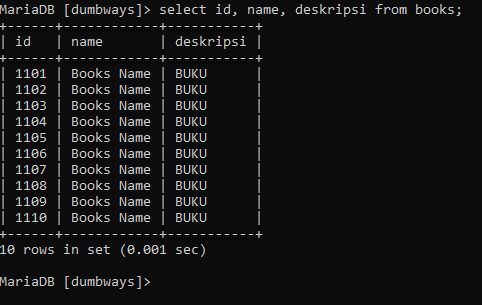 MariaDB [dumbways]> select id, name, deskripsi from books;
+------+------------+-----------+
| id   | name       | deskripsi |
+------+------------+-----------+
| 1101 | Books Name | BUKU      |
| 1102 | Books Name | BUKU      |
| 1103 | Books Name | BUKU      |
| 1104 | Books Name | BUKU      |
| 1105 | Books Name | BUKU      |
| 1106 | Books Name | BUKU      |
| 1107 | Books Name | BUKU      |
| 1108 | Books Name | BUKU      |
| 1109 | Books Name | BUKU      |
| 1110 | Books Name | BUKU      |
+------+------------+-----------+
10 rows in set (0.001 sec)
MariaDB [dumbways]>